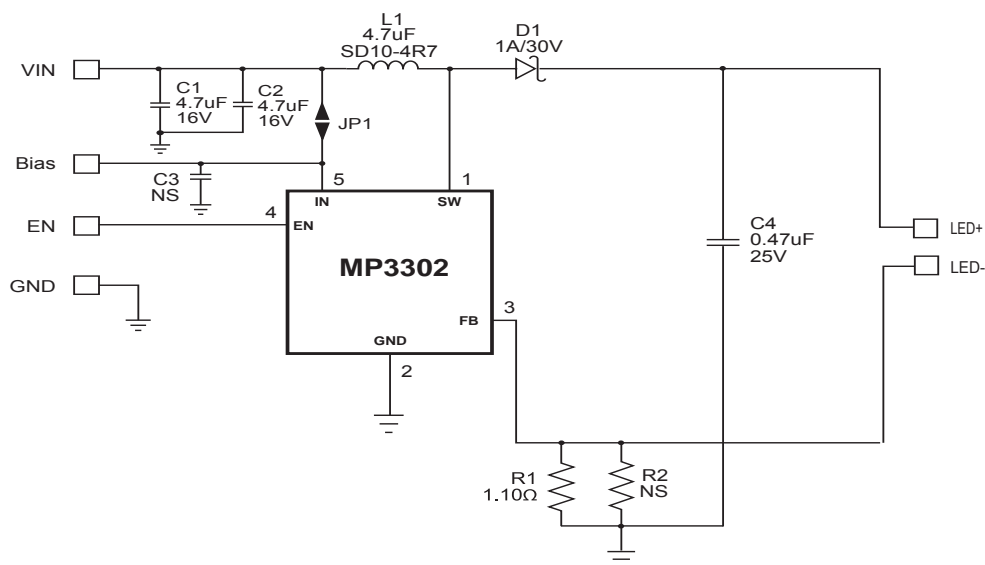 L1
4.7uF
SD10-4R7
D1
1A/30V
VIN
C1
4.7uF
16V
C2
4.7uF
16V
JP1
Bias
C3
NS
5
1
IN
SW
4
EN
EN
C4
0.47uF
25V
LED+
LED-
MP3302
GND
3
FB
GND
2
R1
1.10Ω
R2
NS